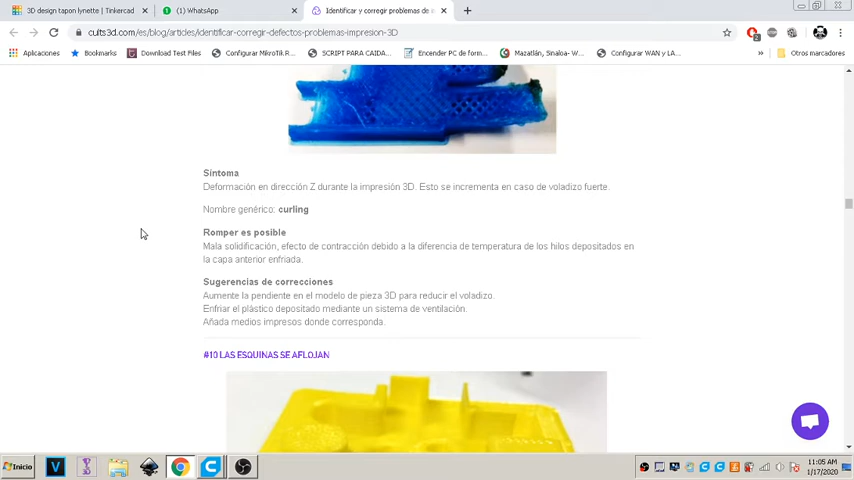 3D design tapon lynette | Tinkercad
(1) WhatsApp
Identificar y corregir problemas de i
cults3d.com/es/blog/articles/identificar-corregir-defectos-problemas-impresion-3D
2
Aplicaciones
Bookmarks
Download Test Files
Configurar MikroTiK R...
SCRIPT PARA CAIDA...
Encender PC de form...
Mazatlán, Sinaloa- W...
Configurar WAN y LA...
»
Otros marcadores
Síntoma
Deformación en dirección Z durante la impresión 3D. Esto se incrementa en caso de voladizo fuerte.
Nombre genérico: curling
Romper es posible
Mala solidificación, efecto de contracción debido a la diferencia de temperatura de los hilos depositados en
la capa anterior enfriada.
Sugerencias de correcciones
Aumente la pendiente en el modelo de pieza 3D para reducir el voladizo.
Enfriar el plástico depositado mediante un sistema de ventilación.
Añada medios impresos donde corresponda.
#10 LAS ESQUINAS SE AFLOJAN
Inicio
11:05 AM
1/17/2020